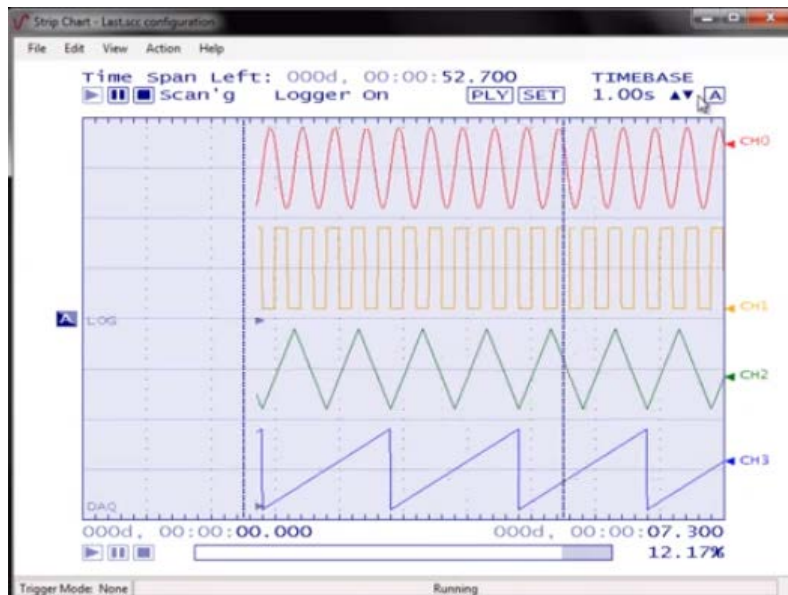 Strip Chart - Last.scc configuration
File Edit View Action Help
Time Span Left: 000d, 00:00:52.700 TIMEBASE
Scan'g Logger On PLY SET 1.00s A
CH0
CH1
A LOG
CH2
CH3
DAQ
000d, 00:00:00.000 000d, 00:00:07.300
12.17%
Trigger Mode: None Running